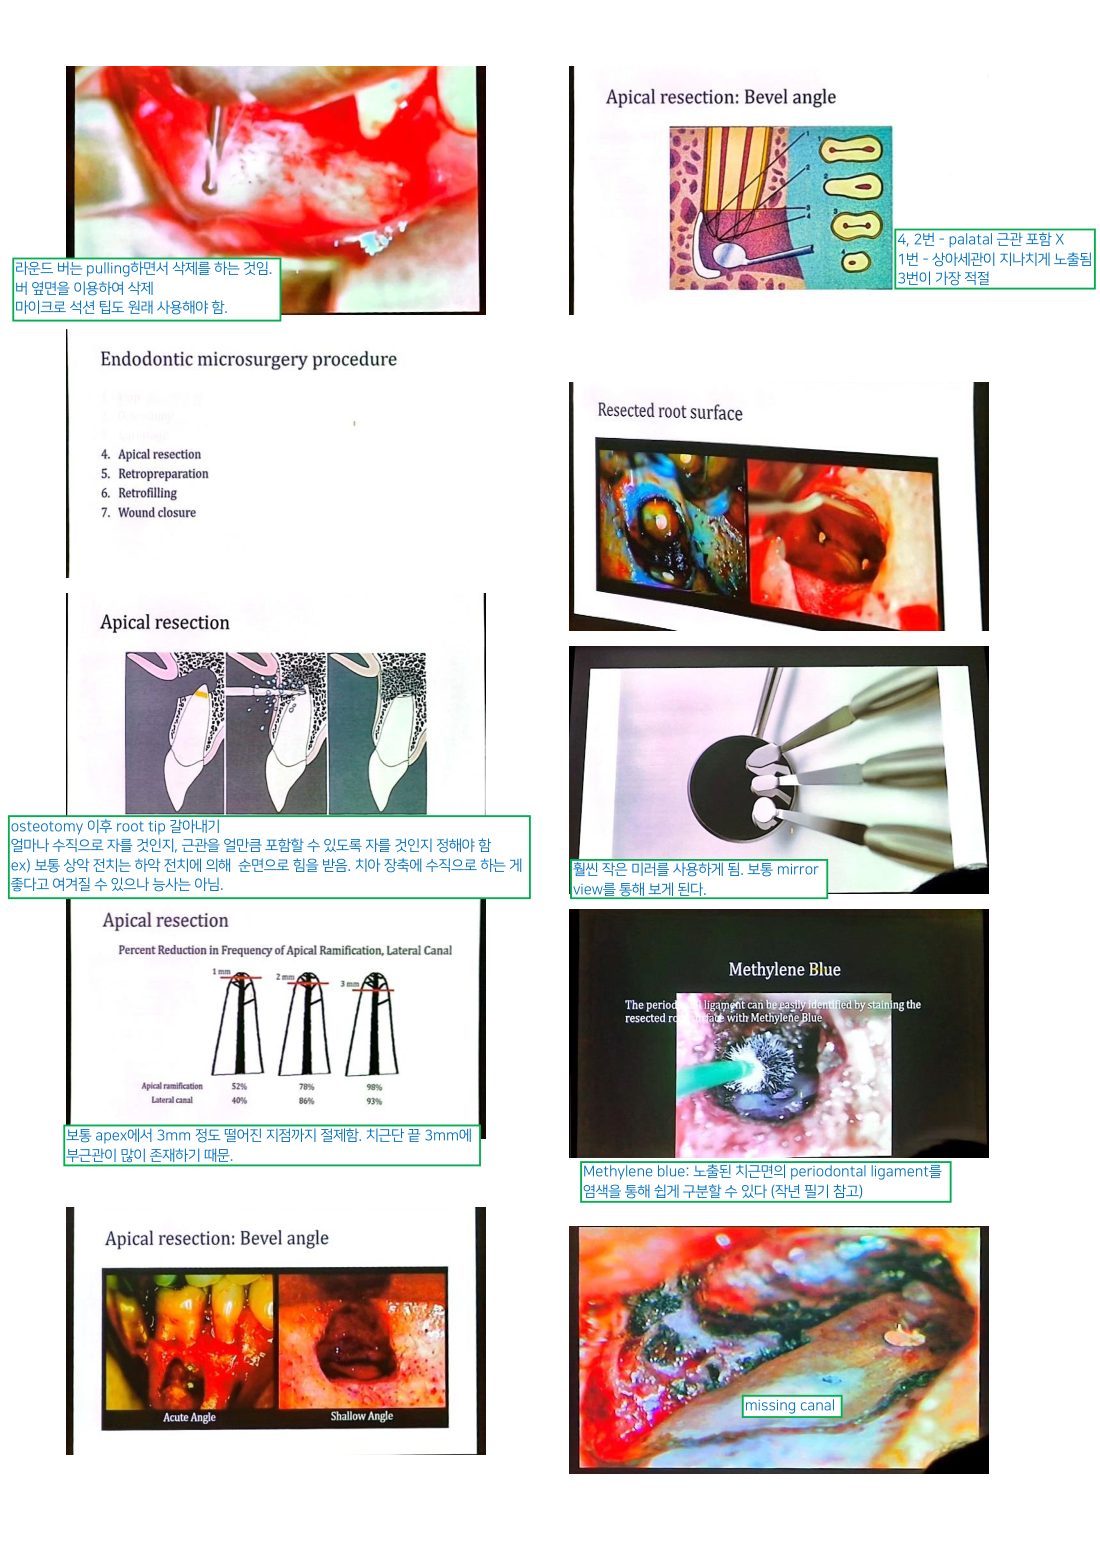 라운드 버는 pulling하면서 삭제를 하는 것임.
버 옆면을 이용하여 삭제
마이크로 석션 팁도 원래 사용해야 함.
Endodontic microsurgery procedure
4. Apical resection
5. Retropreparation
6. Retrofilling
7. Wound closure
Apical resection
osteotomy 이후 root tip 갈아내기
얼마나 수직으로 자를 것인지, 근관을 얼만큼 포함할 수 있도록 자를 것인지 정해야 함
ex) 보통 상악 전치는 하악 전치에 의해 순면으로 힘을 받음. 치아 장축에 수직으로 하는 게
좋다고 여겨질 수 있으나 능사는 아님.
Apical resection
Percent Reduction in Frequency of Apical Ramification, Lateral Canal
1 mm
2 mm
3 mm
Apical ramification 52% 78% 98%
Lateral canal 40% 86% 93%
보통 apex에서 3mm 정도 떨어진 지점까지 절제함. 치근단 끝 3mm에
부근관이 많이 존재하기 때문.
Apical resection: Bevel angle
Acute Angle
Shallow Angle
Apical resection: Bevel angle
1
2
3
4
1
2
3
4
4, 2번 - palatal 근관 포함 X
1번 - 상아세관이 지나치게 노출됨
3번이 가장 적절
Resected root surface
훨씬 작은 미러를 사용하게 됨. 보통 mirror
view를 통해 보게 된다.
Methylene Blue
The ligament can be easily identified by staining the
resected with Methylene Blue
Methylene blue: 노출된 치근면의 periodontal ligament를
염색을 통해 쉽게 구분할 수 있다 (작년 필기 참고)
missing canal